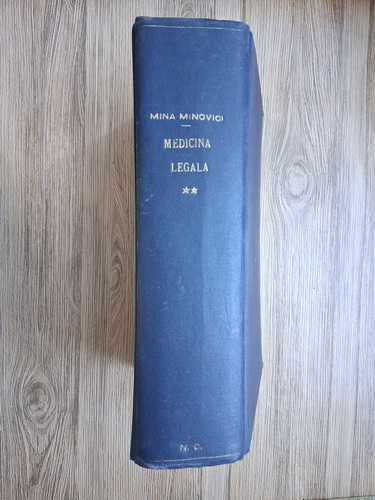 MINA MINOVICI
MEDICINA
LEGALA
**
N. C.